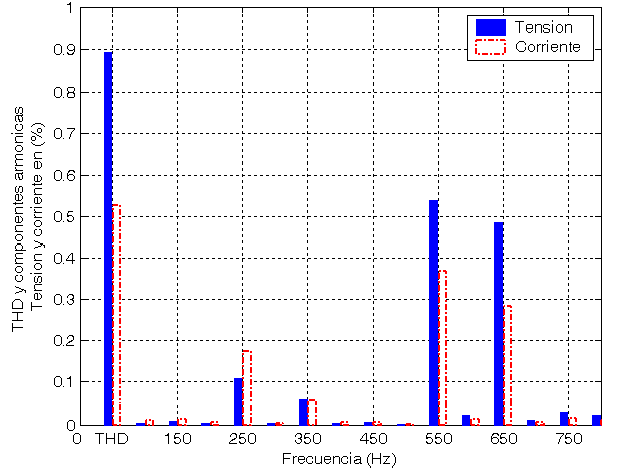 1
0.9
0.8
0.7
0.6
0.5
0.4
0.3
0.2
0.1
0
THD y componentes armonicas
Tension y corriente en (%)
Tension
Corriente
0 THD 150 250 350 450 550 650 750
Frecuencia (Hz)